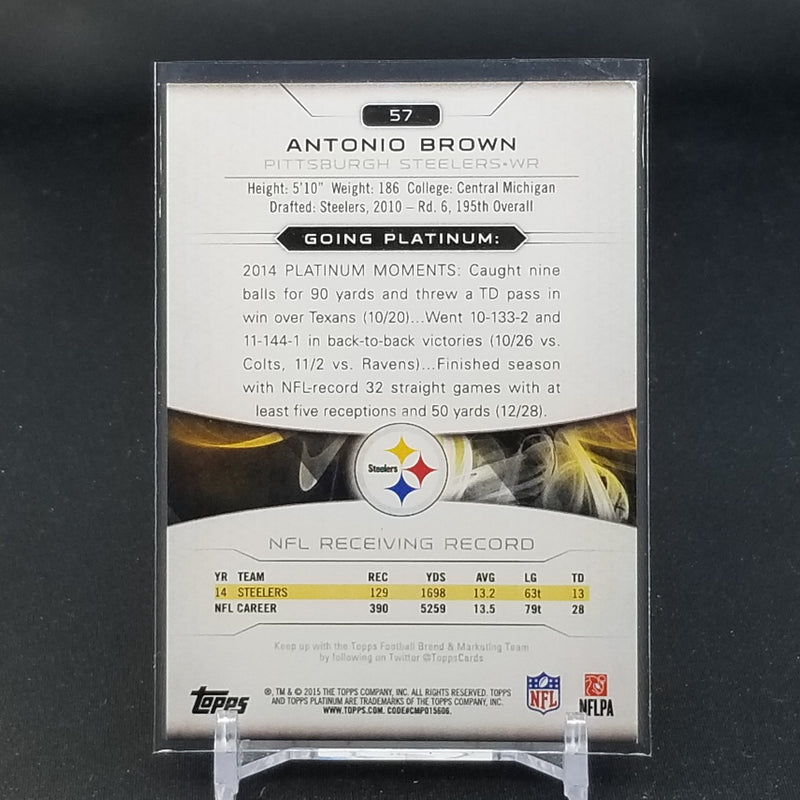 57
ANTONIO BROWN
PITTSBURGH STEELERS•WR
Height: 5'10" Weight: 186 College: Central Michigan
Drafted: Steelers, 2010 – Rd. 6, 195th Overall
GOING PLATINUM:
2014 PLATINUM MOMENTS: Caught nine
balls for 90 yards and threw a TD pass in
win over Texans (10/20)...Went 10-133-2 and
11-144-1 in back-to-back victories (10/26 vs.
Colts, 11/2 vs. Ravens)...Finished season
with NFL-record 32 straight games with at
least five receptions and 50 yards (12/28).
Steelers
NFL RECEIVING RECORD
YR TEAM REC YDS AVG LG TD
14 STEELERS 129 1698 13.2 63t 13
NFL CAREER 390 5259 13.5 79t 28
Keep up with the Topps Football Brand & Marketing Team
by following on Twitter @ToppsCards
Topps
®, TM & © 2015 THE TOPPS COMPANY, INC. ALL RIGHTS RESERVED. TOPPS
AND TOPPS PLATINUM ARE TRADEMARKS OF THE TOPPS COMPANY, INC.
WWW.TOPPS.COM. CODE#CMP015606.
NFL
NFLPA